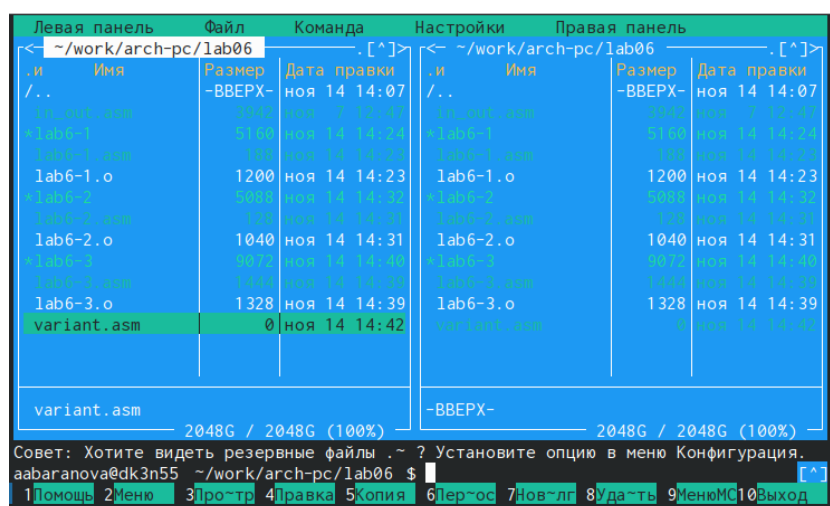 Левая панель Файл Команда Настройки Правая панель
<─ ~/work/arch-pc/lab06 ─.[^]> <─ ~/work/arch-pc/lab06 ─.[^]>
.и Имя Размер Дата правки .и Имя Размер Дата правки
/.. -ВВЕРХ- ноя 14 14:07 /.. -ВВЕРХ- ноя 14 14:07
in_out.asm 3942 ноя 7 12:47 in_out.asm 3942 ноя 7 12:47
*lab6-1 5160 ноя 14 14:24 *lab6-1 5160 ноя 14 14:24
lab6-1.asm 188 ноя 14 14:23 lab6-1.asm 188 ноя 14 14:23
lab6-1.o 1200 ноя 14 14:23 lab6-1.o 1200 ноя 14 14:23
*lab6-2 5088 ноя 14 14:32 *lab6-2 5088 ноя 14 14:32
lab6-2.asm 128 ноя 14 14:31 lab6-2.asm 128 ноя 14 14:31
lab6-2.o 1040 ноя 14 14:31 lab6-2.o 1040 ноя 14 14:31
*lab6-3 9072 ноя 14 14:40 *lab6-3 9072 ноя 14 14:40
lab6-3.asm 1444 ноя 14 14:39 lab6-3.asm 1444 ноя 14 14:39
lab6-3.o 1328 ноя 14 14:39 lab6-3.o 1328 ноя 14 14:39
variant.asm 0 ноя 14 14:42 variant.asm 0 ноя 14 14:42
variant.asm -ВВЕРХ-
2048G / 2048G (100%) 2048G / 2048G (100%)
Совет: Хотите видеть резервные файлы .~ ? Установите опцию в меню Конфигурация.
aabaranova@dk3n55 ~/work/arch-pc/lab06 $ [^]
1Помощь 2Меню 3Про~тр 4Правка 5Копия 6Пер~ос 7Нов~лг 8Уда~ть 9МенюMC 10Выход